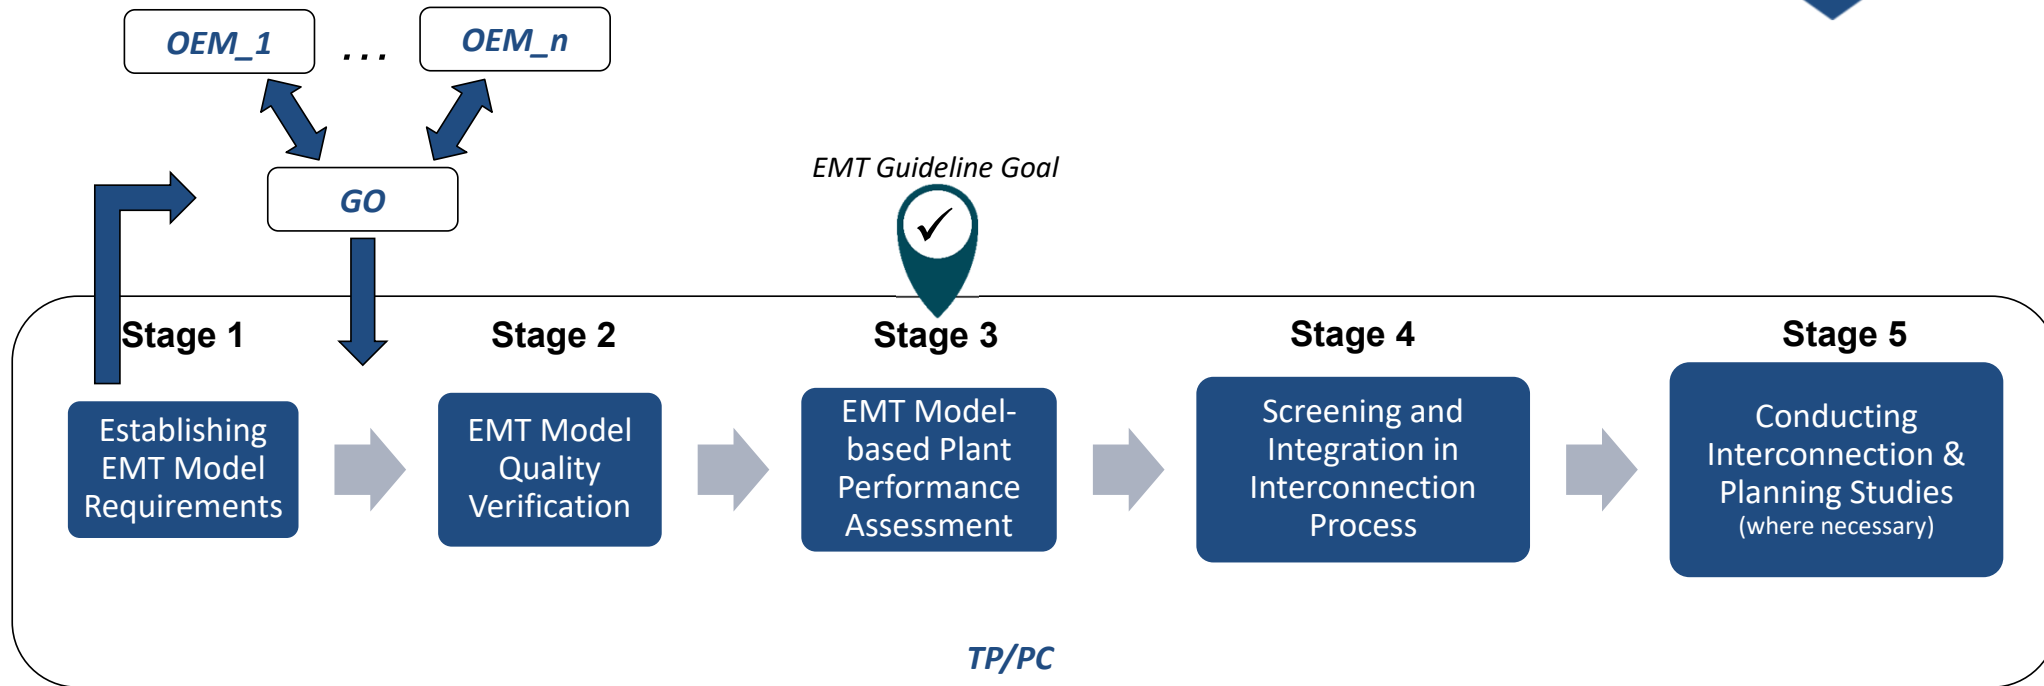 OEM_1
...
OEM_n
GO
EMT Guideline Goal
✓
Stage 1
Stage 2
Stage 3
Stage 4
Stage 5
Establishing
EMT Model
Requirements
EMT Model
Quality
Verification
EMT Model-
based Plant
Performance
Assessment
Screening and
Integration in
Interconnection
Process
Conducting
Interconnection &
Planning Studies
(where necessary)
TP/PC